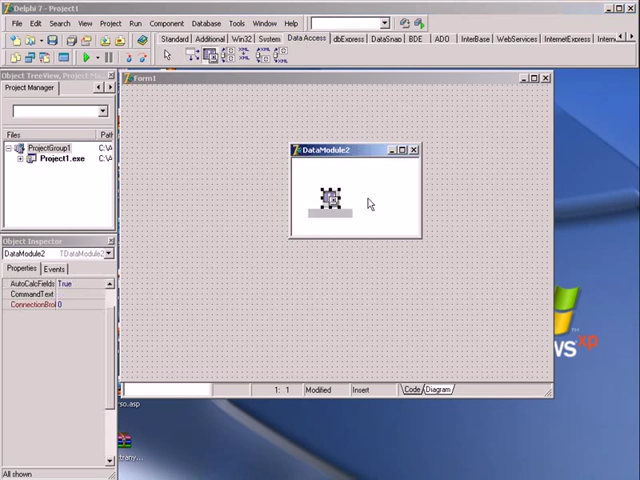 Delphi 7 - Project1
File Edit Search View Project Run Component Database Tools Window Help
Standard Additional Win32 System Data Access dbExpress DataSnap BDE ADO InterBase WebServices InternetExpress
Object TreeView, Project
Project Manager
Files Path
ProjectGroup1 C:\A
Project1.exe C:\A
Form1
DataModule2
Object Inspector
DataModule2 TDataModule2
Properties Events
AutoCalcFields True
CommandText
ConnectionBro 0
All shown
1: 1 Modified Insert Code Diagram
rso.asp
xp